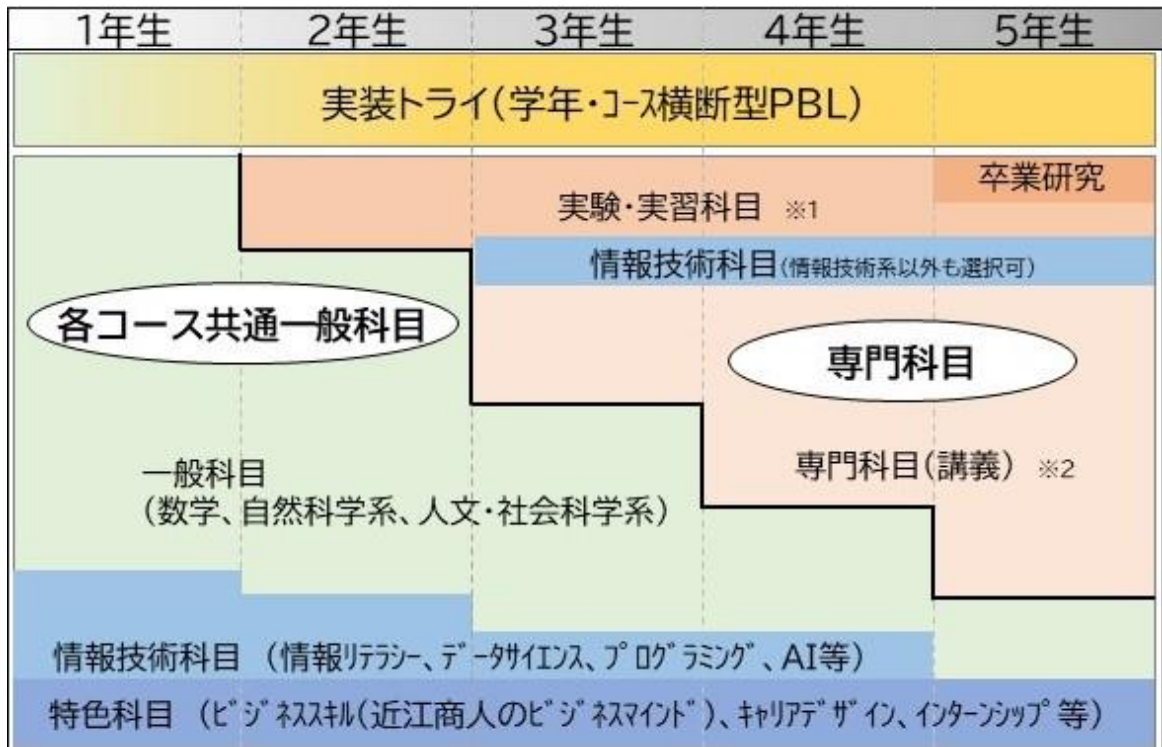 1年生 2年生 3年生 4年生 5年生
実装トライ(学年・ｺｰｽ横断型PBL)
卒業研究
実験・実習科目 ※1
情報技術科目(情報技術系以外も選択可)
各コース共通一般科目
専門科目
一般科目
(数学、自然科学系、人文・社会科学系)
専門科目(講義) ※2
情報技術科目 (情報ﾘﾃﾗｼｰ、ﾃﾞｰﾀｻｲｴﾝｽ、ﾌﾟﾛｸﾞﾗﾐﾝｸﾞ、AI等)
特色科目 (ﾋﾞｼﾞﾈｽｽｷﾙ(近江商人のﾋﾞｼﾞﾈｽﾏｲﾝﾄﾞ)、ｷｬﾘｱﾃﾞｻﾞｲﾝ、ｲﾝﾀｰﾝｼｯﾌﾟ等)